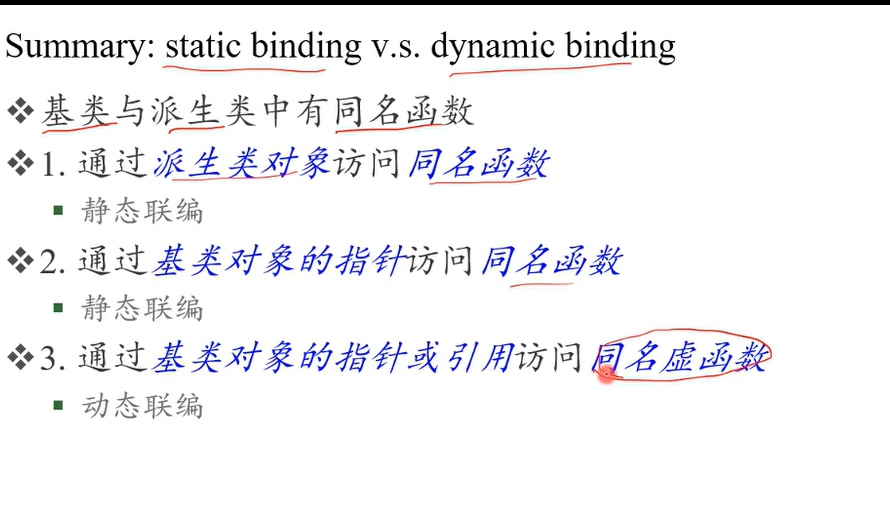 Summary: static binding v.s. dynamic binding
❖基类与派生类中有同名函数
❖1. 通过派生类对象访问同名函数
▪ 静态联编
❖2. 通过基类对象的指针访问同名函数
▪ 静态联编
❖3. 通过基类对象的指针或引用访问同名虚函数
▪ 动态联编